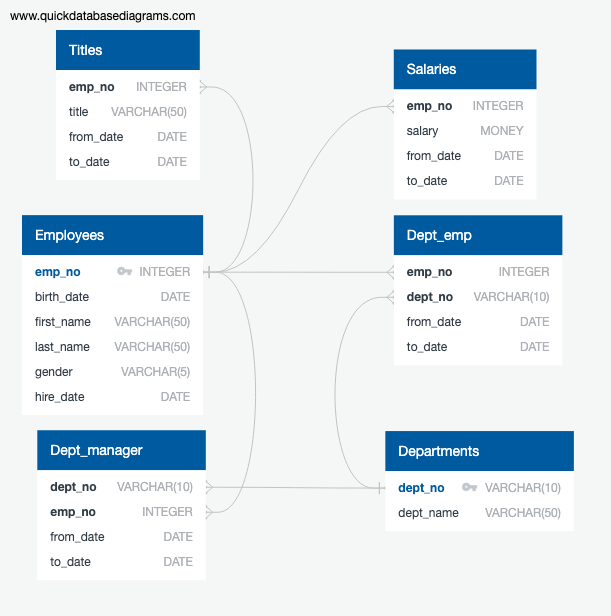 www.quickdatabasediagrams.com
Titles
emp_no INTEGER
title VARCHAR(50)
from_date DATE
to_date DATE
Salaries
emp_no INTEGER
salary MONEY
from_date DATE
to_date DATE
Employees
emp_no INTEGER
birth_date DATE
first_name VARCHAR(50)
last_name VARCHAR(50)
gender VARCHAR(5)
hire_date DATE
Dept_emp
emp_no INTEGER
dept_no VARCHAR(10)
from_date DATE
to_date DATE
Dept_manager
dept_no VARCHAR(10)
emp_no INTEGER
from_date DATE
to_date DATE
Departments
dept_no VARCHAR(10)
dept_name VARCHAR(50)